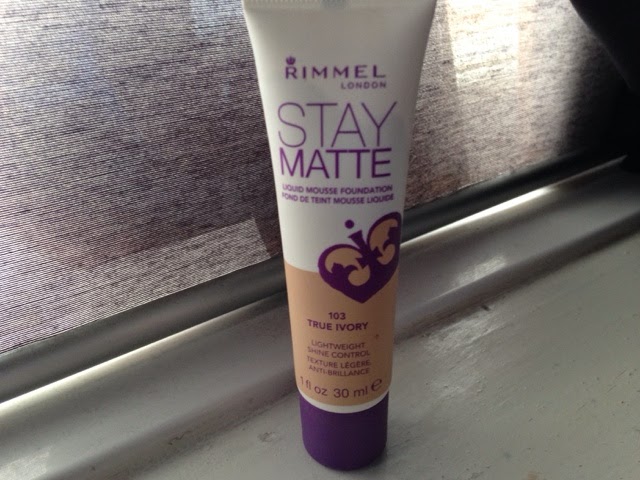 RIMMEL
LONDON
STAY
MATTE
LIQUID MOUSSE FOUNDATION
FOND DE TEINT MOUSSE LIQUIDE
103
TRUE IVORY
LIGHTWEIGHT
SHINE CONTROL
TEXTURE LÉGÈRE,
ANTI-BRILLANCE
1 fl oz 30 ml ℮